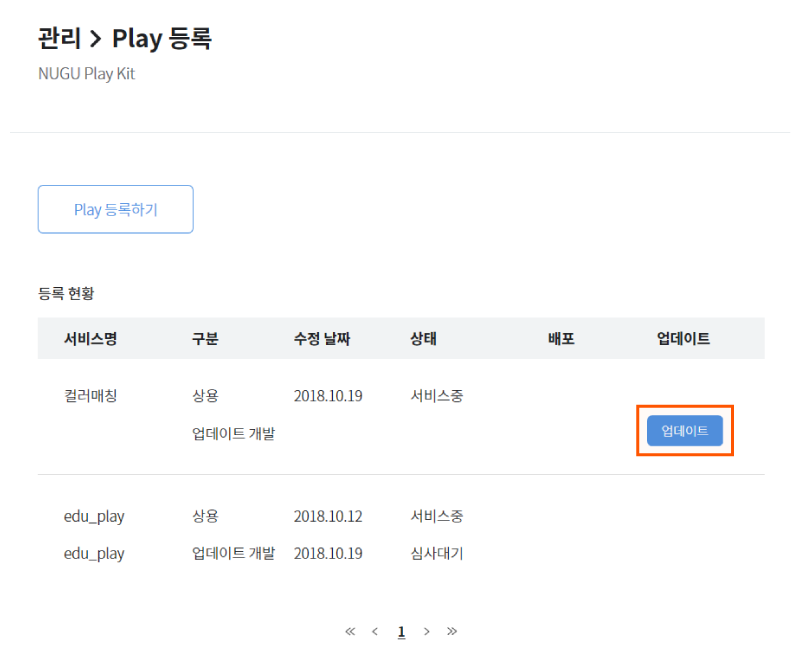 관리 > Play 등록
NUGU Play Kit
Play 등록하기
등록 현황
서비스명 구분 수정 날짜 상태 배포 업데이트
컬러매칭 상용 2018.10.19 서비스중
업데이트 개발 업데이트
edu_play 상용 2018.10.12 서비스중
edu_play 업데이트 개발 2018.10.19 심사대기
« < 1 > »